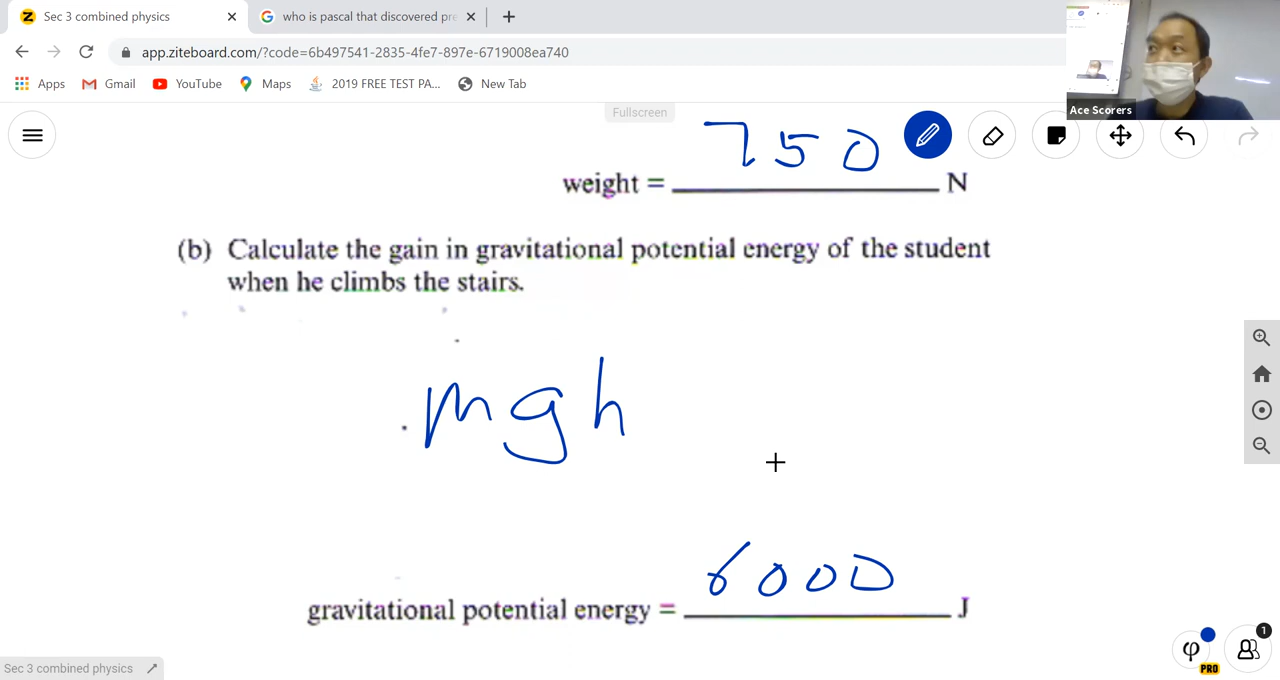 Sec 3 combined physics
who is pascal that discovered pre
app.ziteboard.com/?code=6b497541-2835-4fe7-897e-6719008ea740
Apps
Gmail
YouTube
Maps
2019 FREE TEST PA...
New Tab
Ace Scorers
Fullscreen
750
weight = N
(b) Calculate the gain in gravitational potential energy of the student
when he climbs the stairs.
mgh
6000
gravitational potential energy = J
Sec 3 combined physics
φ
PRO
1